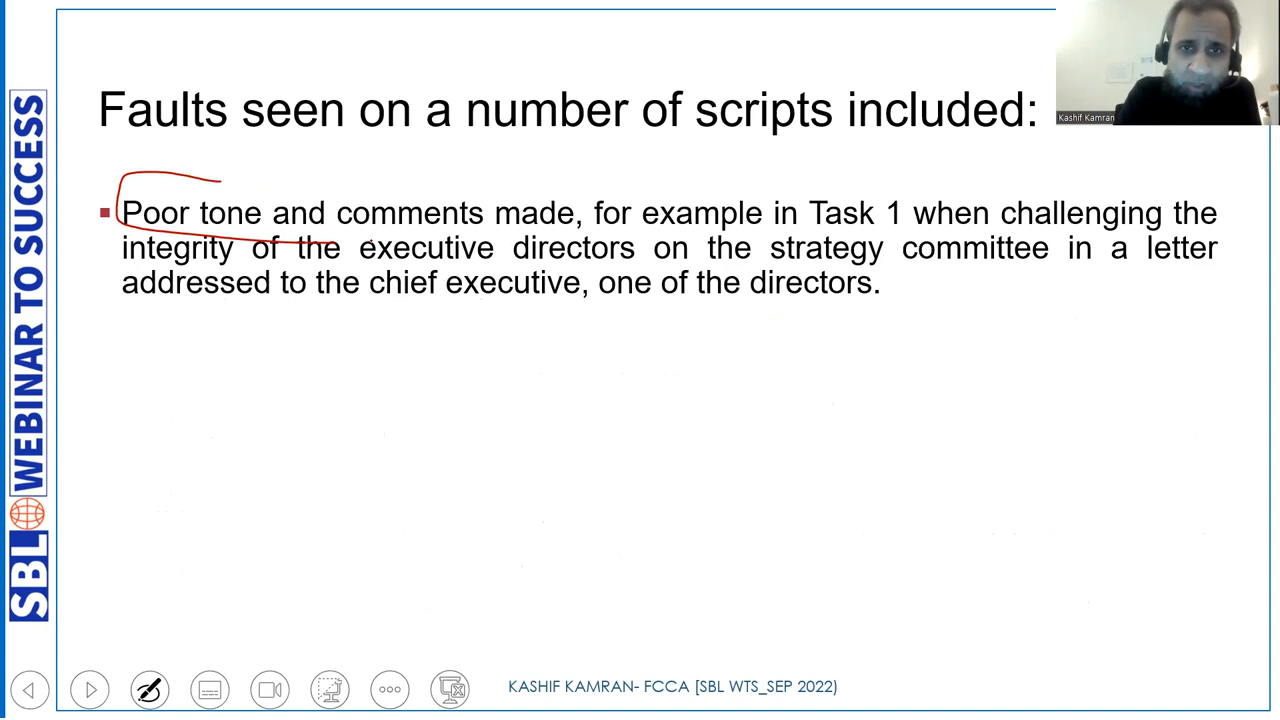 Faults seen on a number of scripts included:
Kashif Kamran
Poor tone and comments made, for example in Task 1 when challenging the
integrity of the executive directors on the strategy committee in a letter
addressed to the chief executive, one of the directors.
SBL WEBINAR TO SUCCESS
KASHIF KAMRAN- FCCA [SBL WTS_SEP 2022)